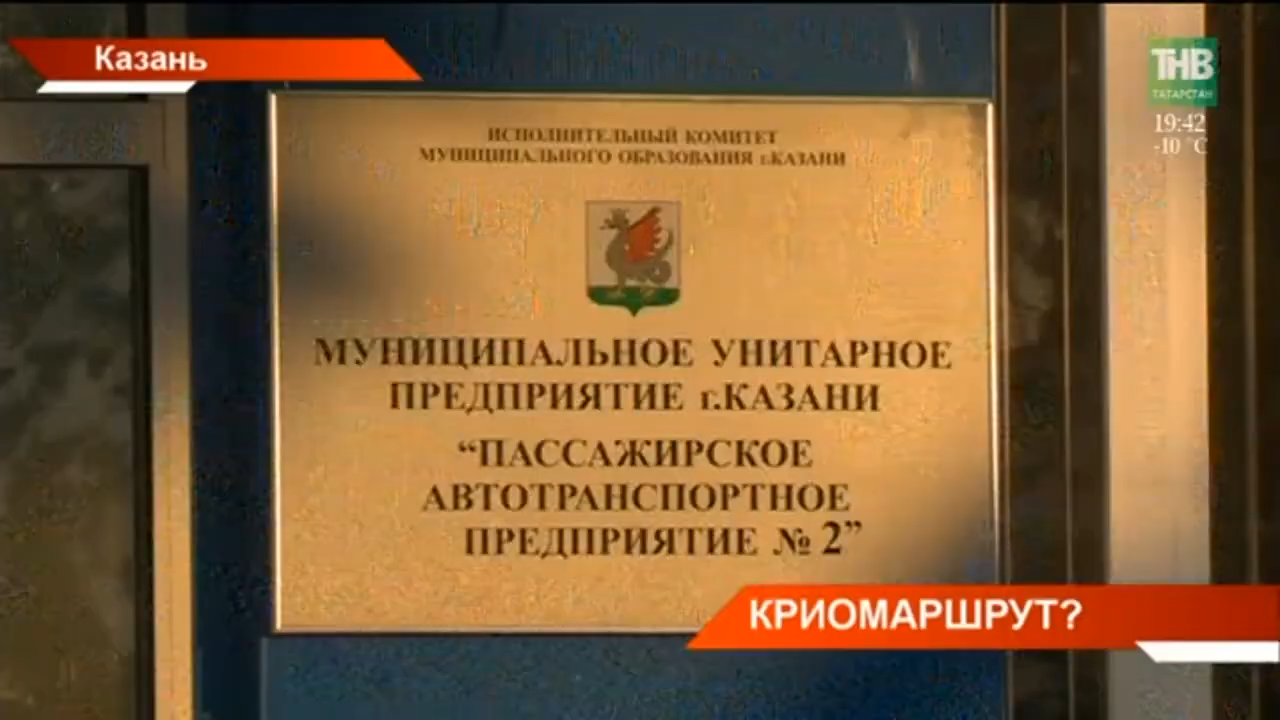 Казань
ТНВ
ТАТАРСТАН
19:42
-10 °C
ИСПОЛНИТЕЛЬНЫЙ КОМИТЕТ
МУНИЦИПАЛЬНОГО ОБРАЗОВАНИЯ г.КАЗАНИ
МУНИЦИПАЛЬНОЕ УНИТАРНОЕ
ПРЕДПРИЯТИЕ г.КАЗАНИ
“ПАССАЖИРСКОЕ
АВТОТРАНСПОРТНОЕ
ПРЕДПРИЯТИЕ № 2”
КРИОМАРШРУТ?